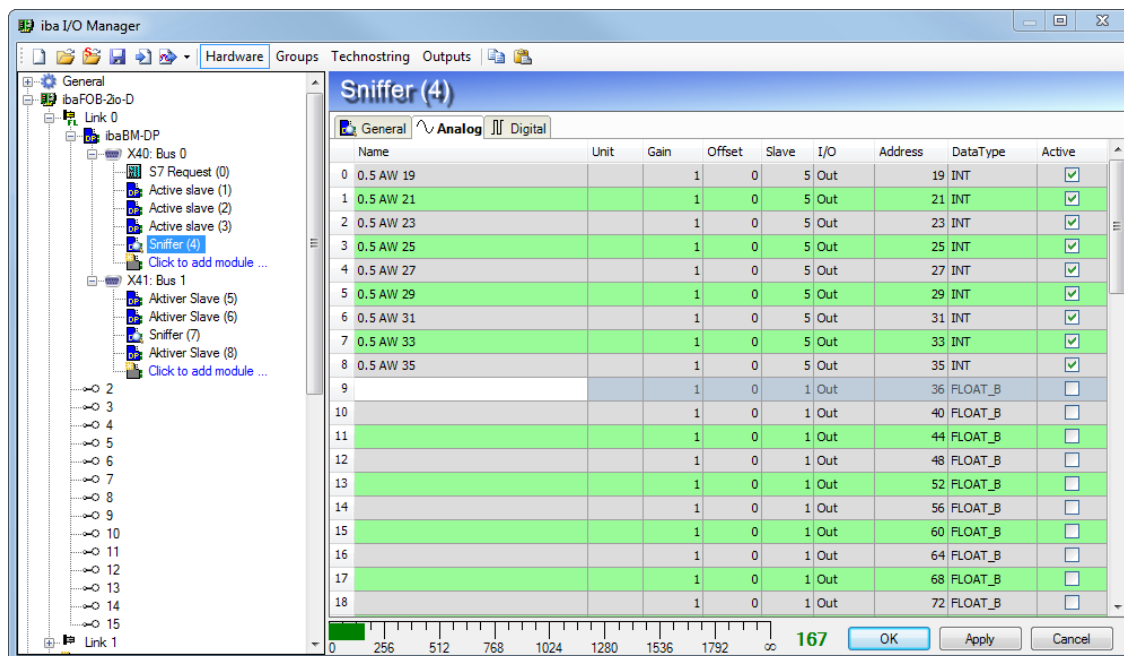 iba I/O Manager
Hardware Groups Technostring Outputs
General
ibaFOB-2io-D
Link 0
ibaBM-DP
X40: Bus 0
S7 Request (0)
Active slave (1)
Active slave (2)
Active slave (3)
Sniffer (4)
Click to add module ...
X41: Bus 1
Aktiver Slave (5)
Aktiver Slave (6)
Sniffer (7)
Aktiver Slave (8)
Click to add module ...
2
3
4
5
6
7
8
9
10
11
12
13
14
15
Link 1
Sniffer (4)
General Analog Digital
Name Unit Gain Offset Slave I/O Address DataType Active
0 0.5 AW 19 1 0 5 Out 19 INT
1 0.5 AW 21 1 0 5 Out 21 INT
2 0.5 AW 23 1 0 5 Out 23 INT
3 0.5 AW 25 1 0 5 Out 25 INT
4 0.5 AW 27 1 0 5 Out 27 INT
5 0.5 AW 29 1 0 5 Out 29 INT
6 0.5 AW 31 1 0 5 Out 31 INT
7 0.5 AW 33 1 0 5 Out 33 INT
8 0.5 AW 35 1 0 5 Out 35 INT
9 1 0 1 Out 36 FLOAT_B
10 1 0 1 Out 40 FLOAT_B
11 1 0 1 Out 44 FLOAT_B
12 1 0 1 Out 48 FLOAT_B
13 1 0 1 Out 52 FLOAT_B
14 1 0 1 Out 56 FLOAT_B
15 1 0 1 Out 60 FLOAT_B
16 1 0 1 Out 64 FLOAT_B
17 1 0 1 Out 68 FLOAT_B
18 1 0 1 Out 72 FLOAT_B
0 256 512 768 1024 1280 1536 1792 ∞ 167 OK Apply Cancel